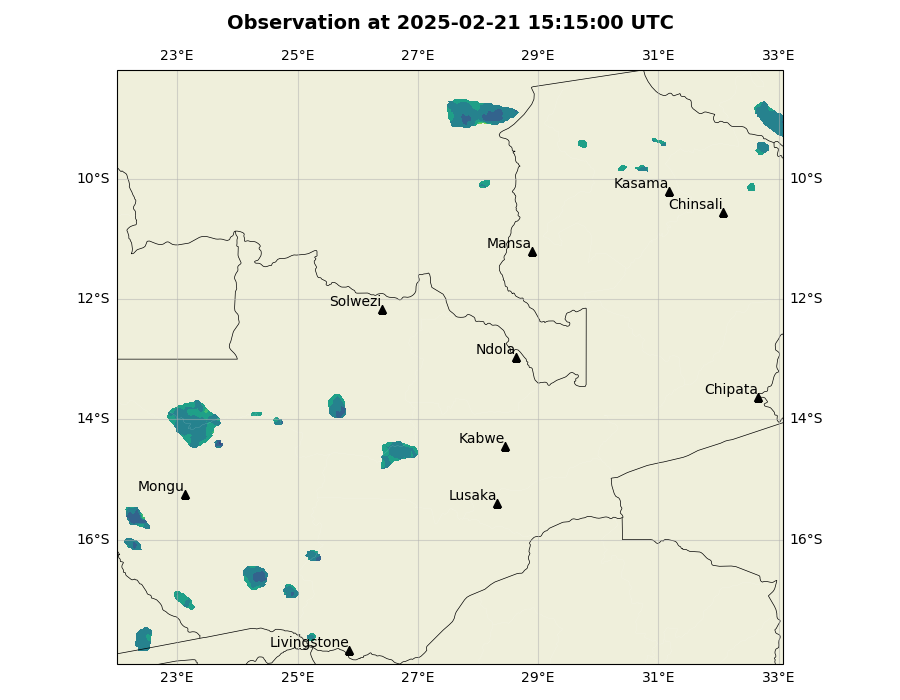 Observation at 2025-02-21 15:15:00 UTC
23°E 25°E 27°E 29°E 31°E 33°E
10°S 10°S
Kasama
Chinsali
Mansa
12°S 12°S
Solwezi
Ndola
Chipata
14°S 14°S
Kabwe
Mongu
Lusaka
16°S 16°S
Livingstone
23°E 25°E 27°E 29°E 31°E 33°E